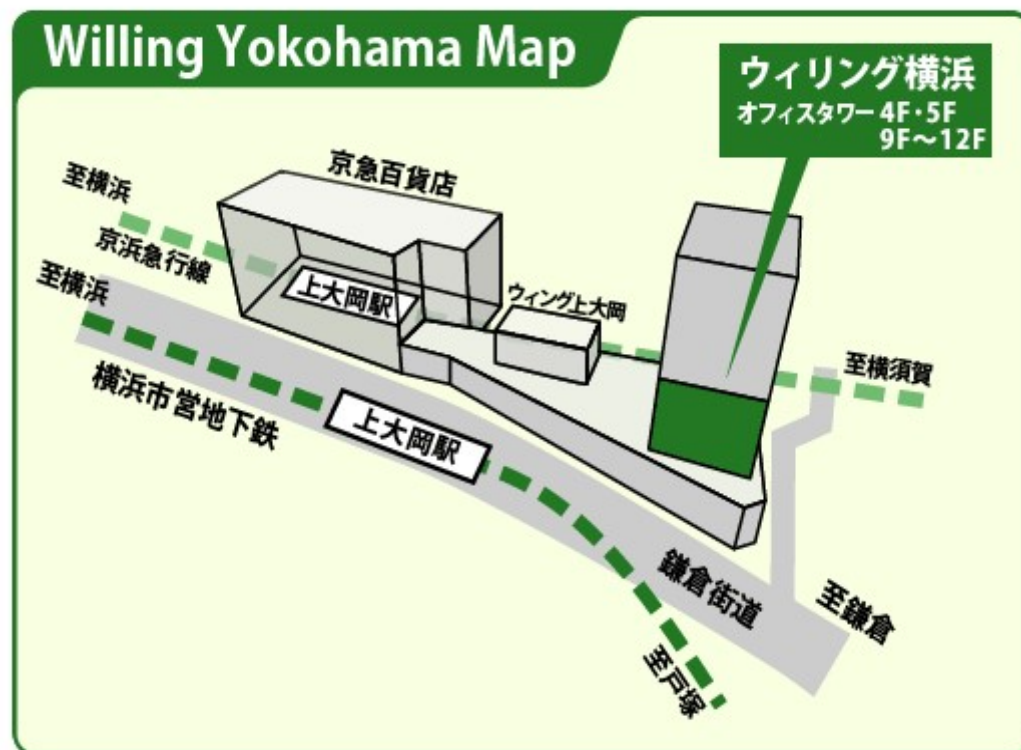 Willing Yokohama Map
ウィリング横浜
オフィスタワー 4F・5F
9F～12F
京急百貨店
至横浜
京浜急行線
至横浜
上大岡駅
ウィング上大岡
至横須賀
横浜市営地下鉄
上大岡駅
鎌倉街道
至鎌倉
至戸塚